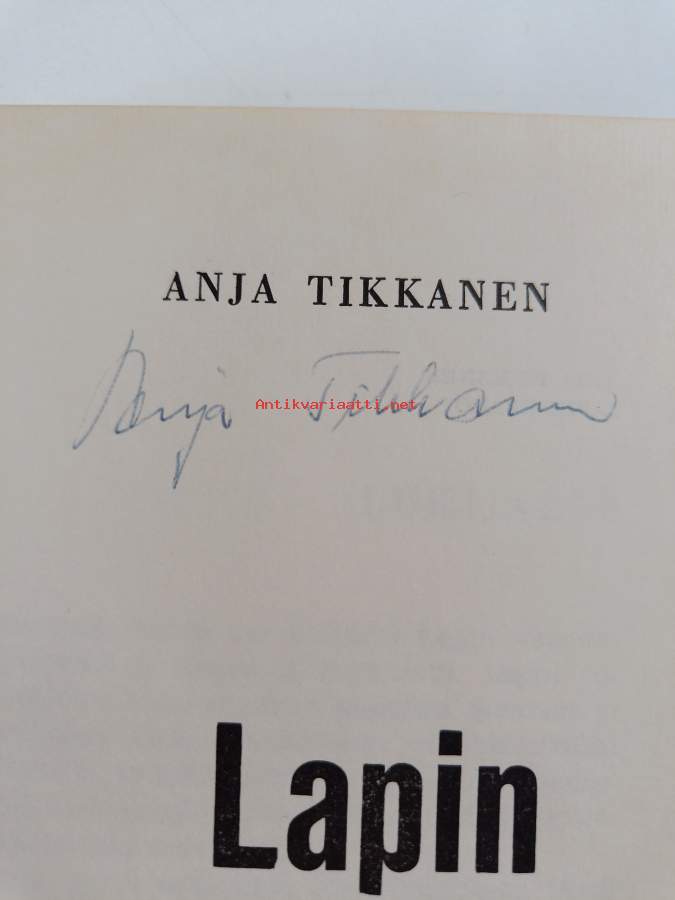 ANJA TIKKANEN
Anja Tikkanen
Antikvariaatti.net
Lapin